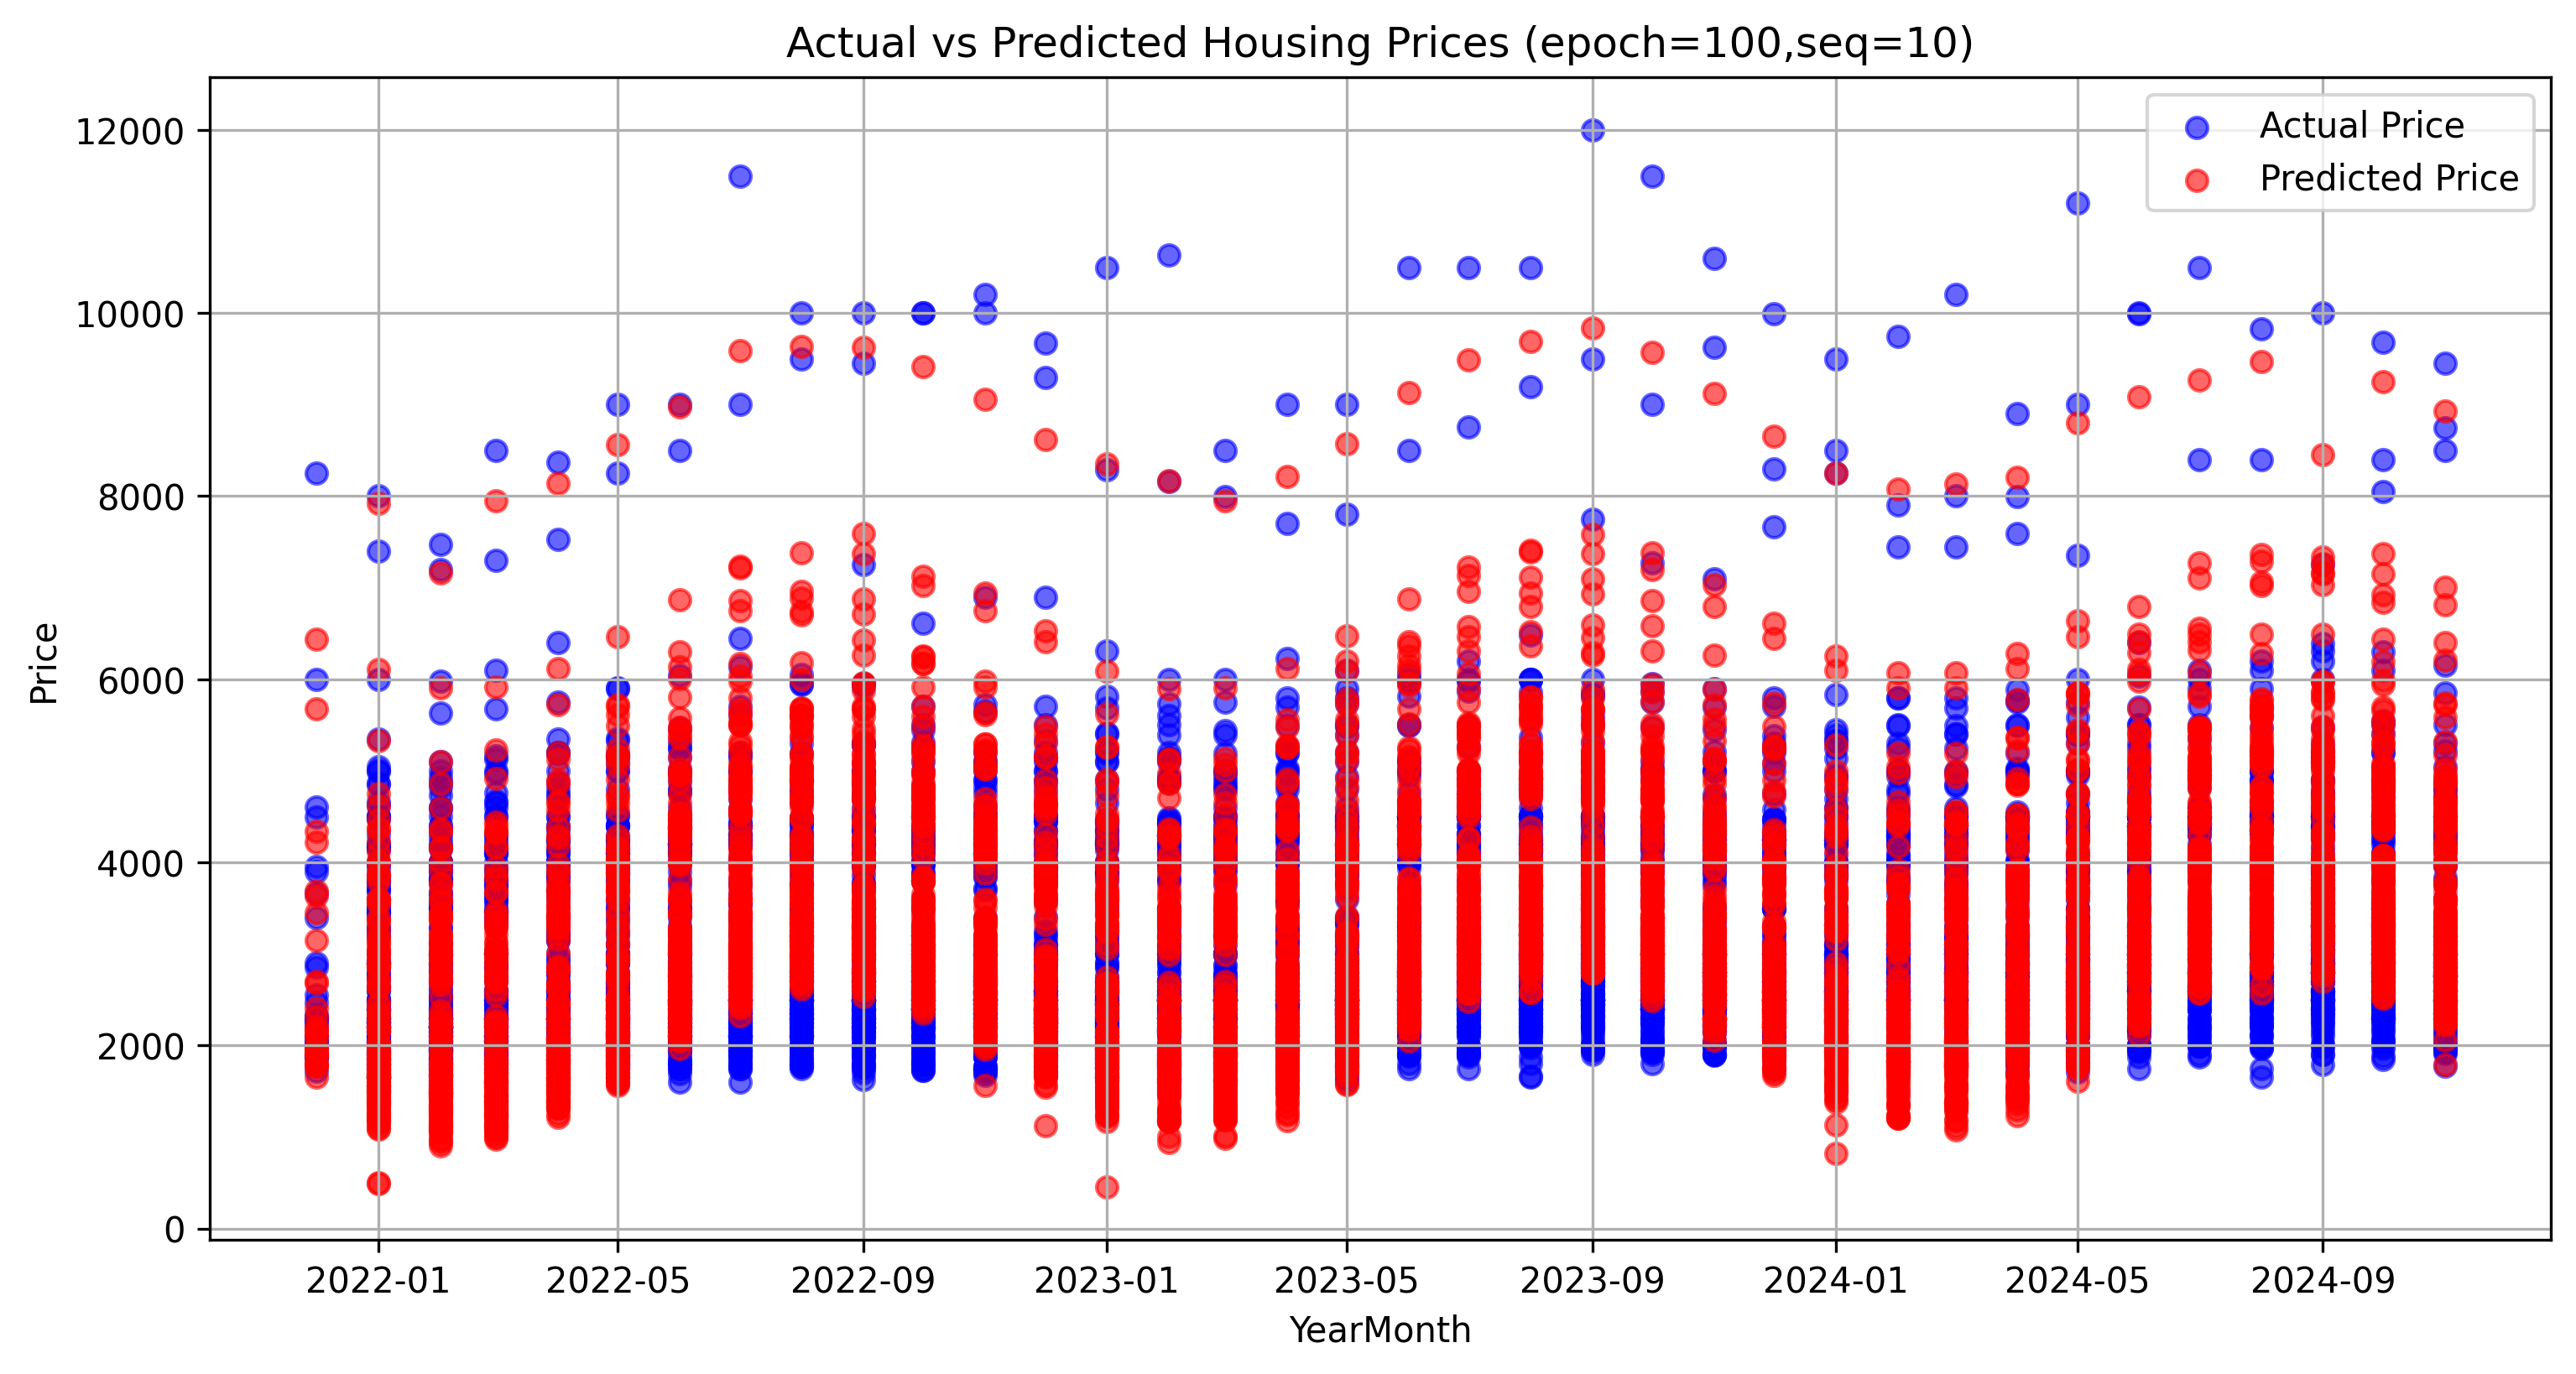 Actual vs Predicted Housing Prices (epoch=100,seq=10)
Actual Price
Predicted Price
Price
12000
10000
8000
6000
4000
2000
0
2022-01 2022-05 2022-09 2023-01 2023-05 2023-09 2024-01 2024-05 2024-09
YearMonth